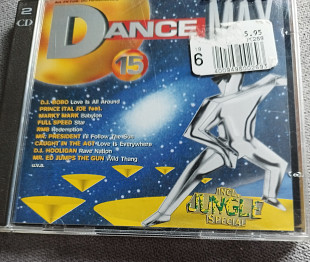 2
CD
DANCE MAX
15
5.95
6
D.J. BOBO Love Is All Around
PRINCE ITAL JOE feat.
MARKY MARK Babylon
FULL SPEED Star
RMB Redemption
MR. PRESIDENT I'll Follow The Sun
CAUGHT IN THE ACT Love Is Everywhere
D.J. HOOLIGAN Rave Nation
MR. ED JUMPS THE GUN Wild Thang
u.v.a.
INCL.
JUNGLE
SPECIAL